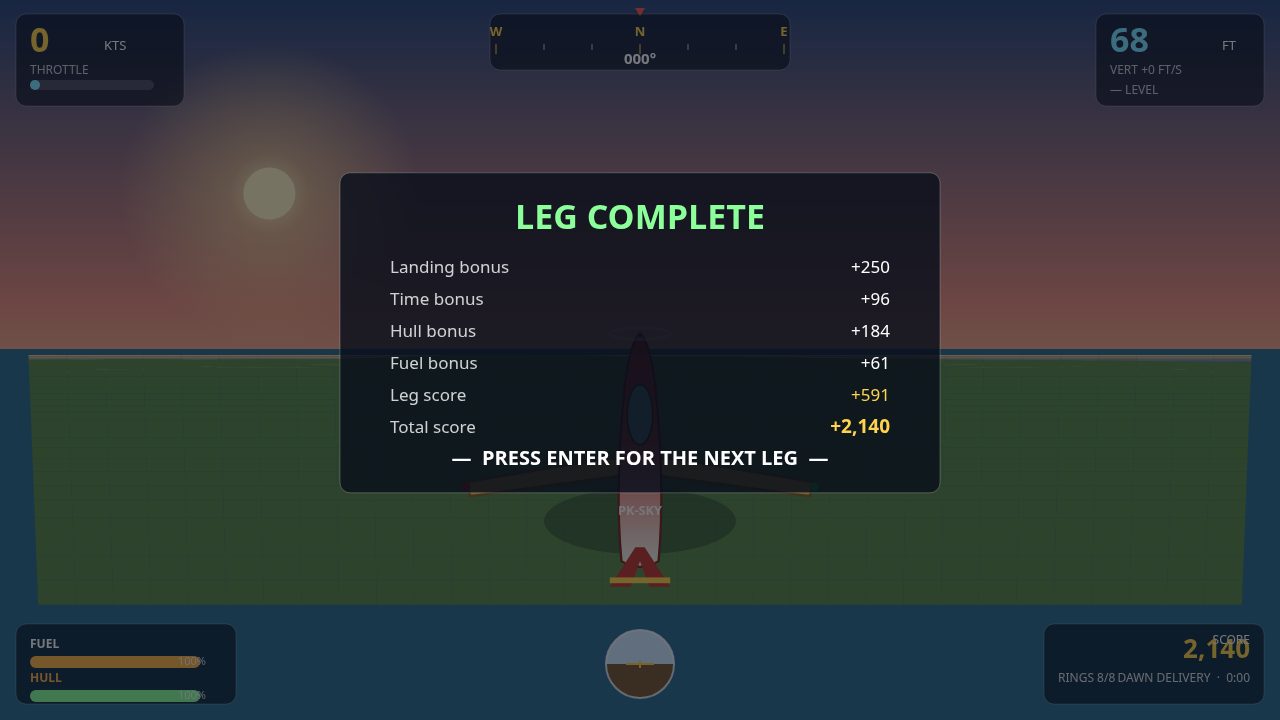 0 KTS
THROTTLE
W N E
000°
68 FT
VERT +0 FT/S
— LEVEL
LEG COMPLETE
Landing bonus +250
Time bonus +96
Hull bonus +184
Fuel bonus +61
Leg score +591
Total score +2,140
— PRESS ENTER FOR THE NEXT LEG —
PK-SKY
FUEL
100%
HULL
100%
SCORE
2,140
RINGS 8/8 DAWN DELIVERY · 0:00